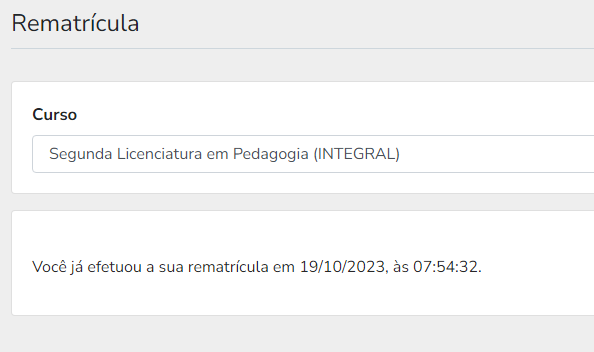 Rematrícula
Curso
Segunda Licenciatura em Pedagogia (INTEGRAL)
Você já efetuou a sua rematrícula em 19/10/2023, às 07:54:32.